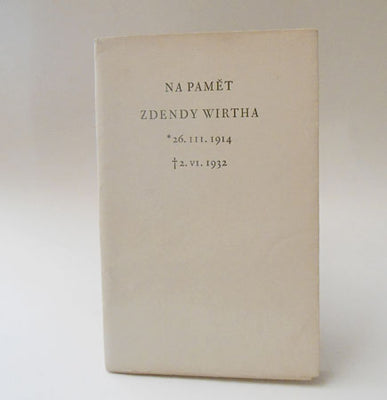 NA PAMĚT
ZDENDY WIRTHA
*26. III. 1914
†2. VI. 1932